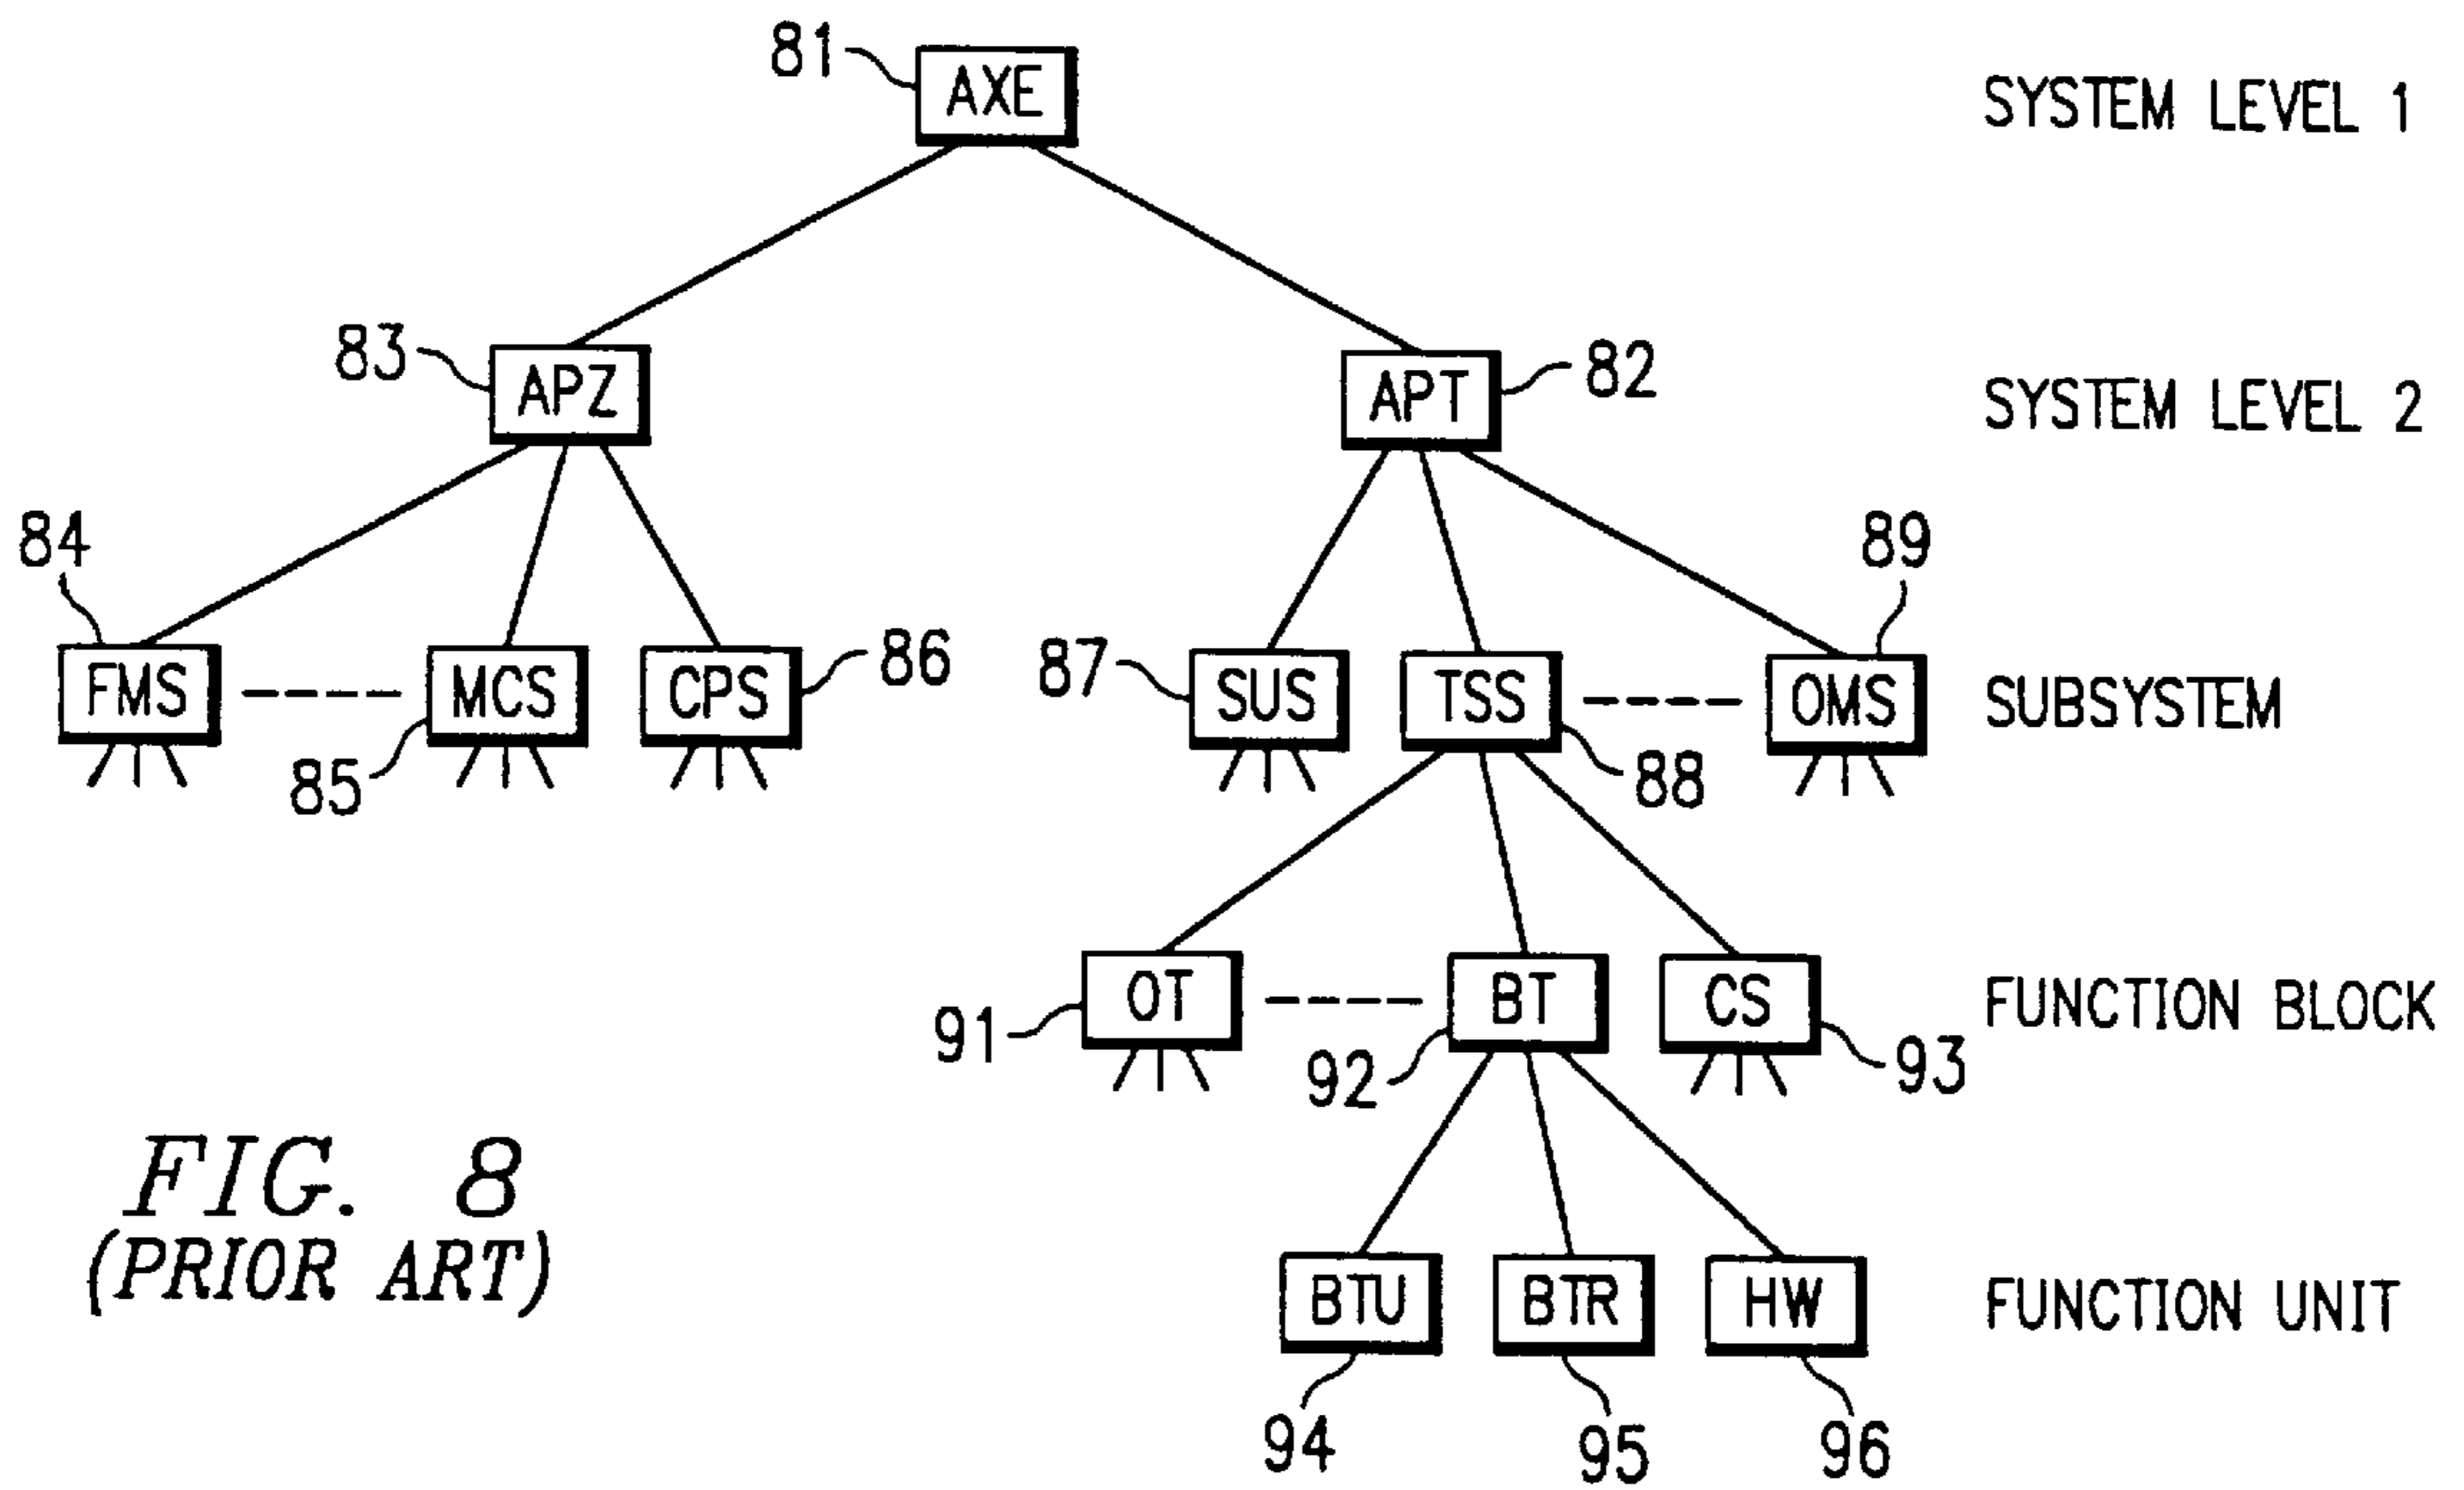 81
AXE
SYSTEM LEVEL 1
83
APZ
APT
82
SYSTEM LEVEL 2
84
89
FMS
MCS
85
CPS
86
87
SUS
TSS
88
OMS
SUBSYSTEM
91
OT
92
BT
CS
93
FUNCTION BLOCK
BTU
BTR
HW
FUNCTION UNIT
94
95
96
FIG. 8
(PRIOR ART)